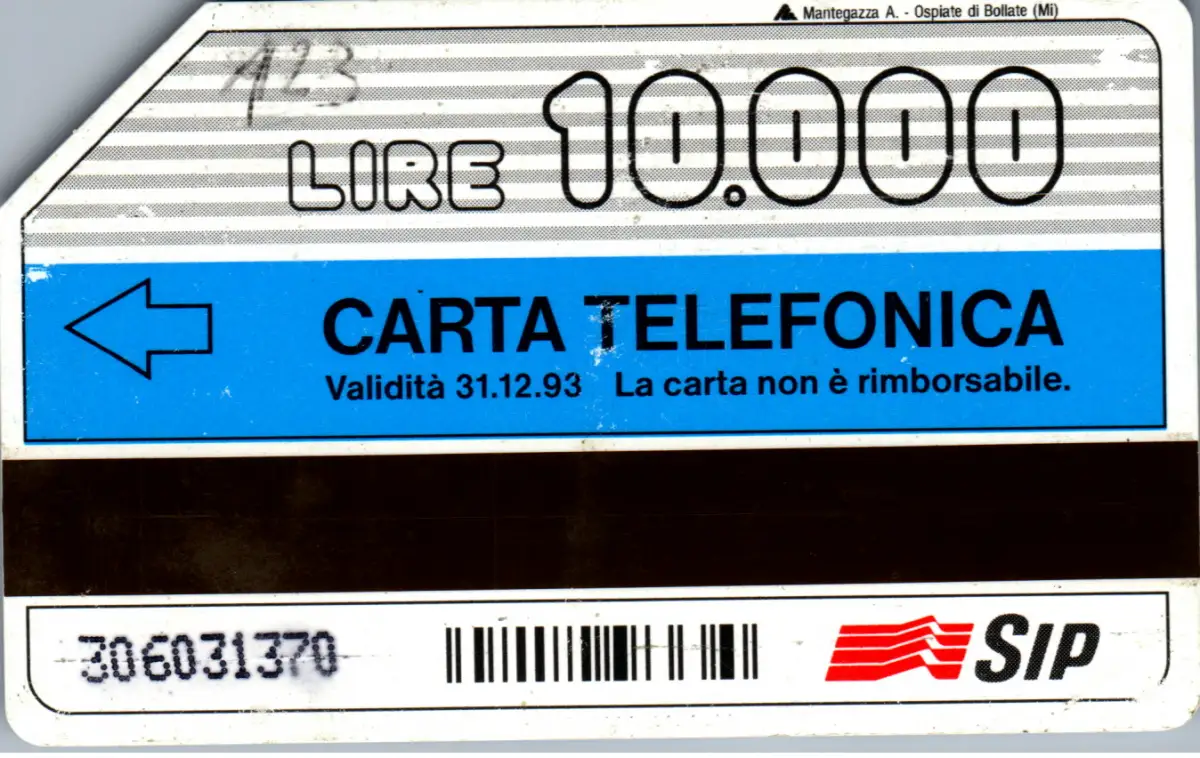 Mantegazza A. - Ospiate di Bollate (Mi)
123
LIRE 10.000
CARTA TELEFONICA
Validità 31.12.93 La carta non è rimborsabile.
306031370
SIP